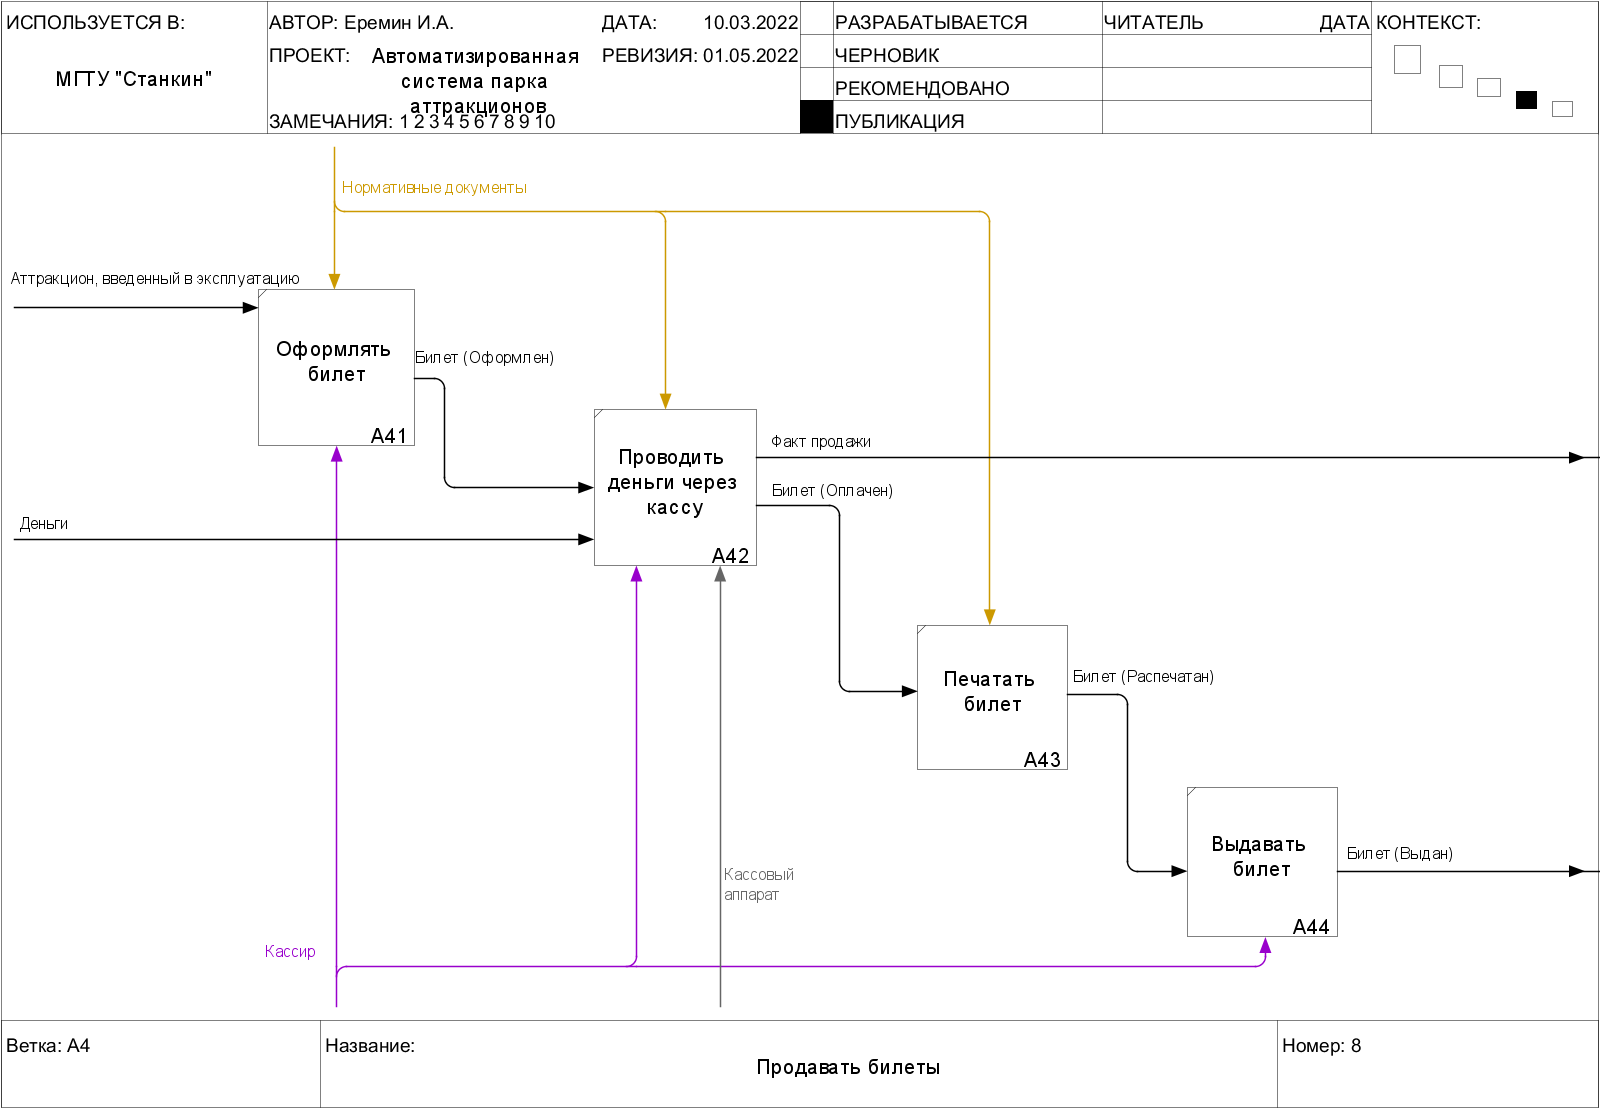 ИСПОЛЬЗУЕТСЯ В:
МГТУ "Станкин"
АВТОР: Еремин И.А.
ДАТА: 10.03.2022
ПРОЕКТ: Автоматизированная
система парка
аттракционов
РЕВИЗИЯ: 01.05.2022
ЗАМЕЧАНИЯ: 1 2 3 4 5 6 7 8 9 10
РАЗРАБАТЫВАЕТСЯ
ЧЕРНОВИК
РЕКОМЕНДОВАНО
ПУБЛИКАЦИЯ
ЧИТАТЕЛЬ
ДАТА
КОНТЕКСТ:
Нормативные документы
Аттракцион, введенный в эксплуатацию
Оформлять
билет
A41
Билет (Оформлен)
Деньги
Проводить
деньги через
кассу
A42
Факт продажи
Билет (Оплачен)
Печатать
билет
A43
Билет (Распечатан)
Выдавать
билет
A44
Билет (Выдан)
Кассовый
аппарат
Кассир
Ветка: A4
Название:
Продавать билеты
Номер: 8